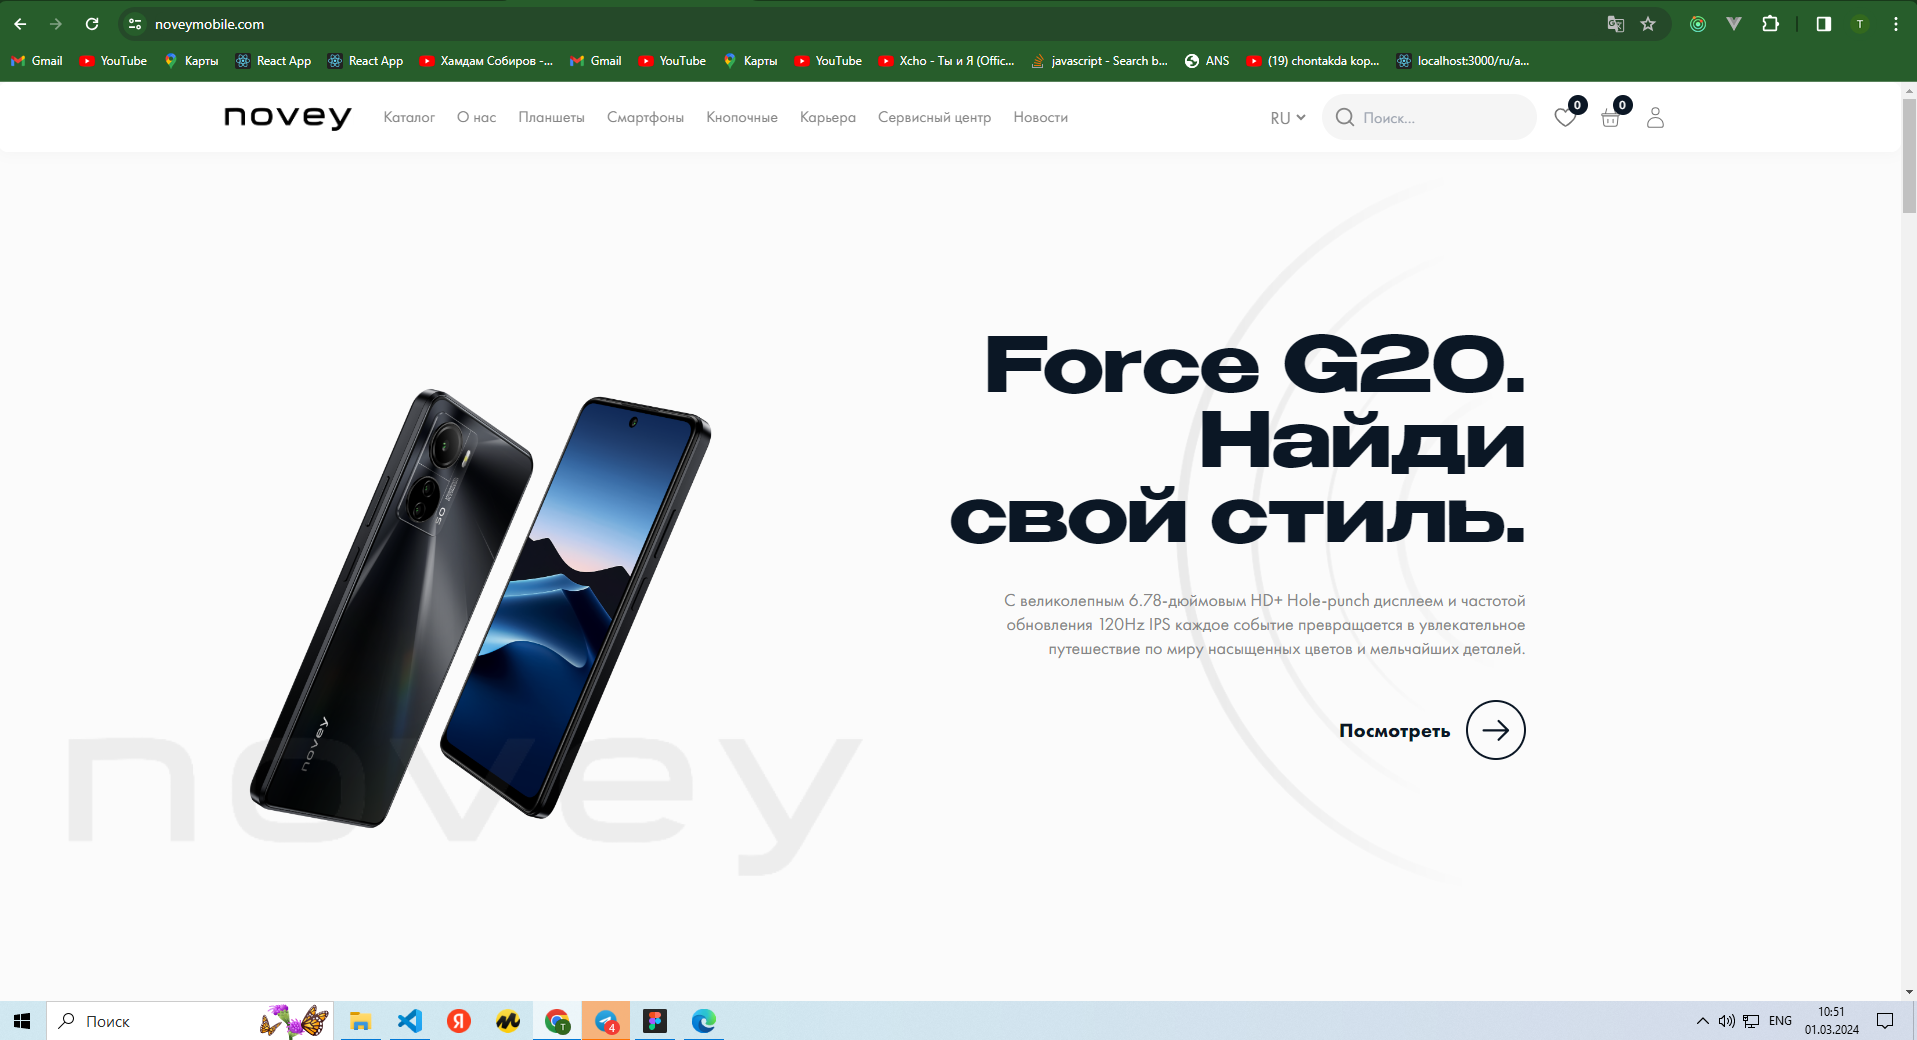 noveymobile.com
T
Gmail YouTube Карты React App React App Хамдам Собиров -... Gmail YouTube Карты YouTube Xcho - Ты и Я (Offic... javascript - Search b... ANS (19) chontakda kop... localhost:3000/ru/a...
novey Каталог О нас Планшеты Смартфоны Кнопочные Карьера Сервисный центр Новости RU Поиск... 0 0
Force G20.
Найди
свой стиль.
С великолепным 6.78-дюймовым HD+ Hole-punch дисплеем и частотой
обновления 120Hz IPS каждое событие превращается в увлекательное
путешествие по миру насыщенных цветов и мельчайших деталей.
Посмотреть
50
novey
novey
Поиск
Я
T
4
ENG
10:51
01.03.2024